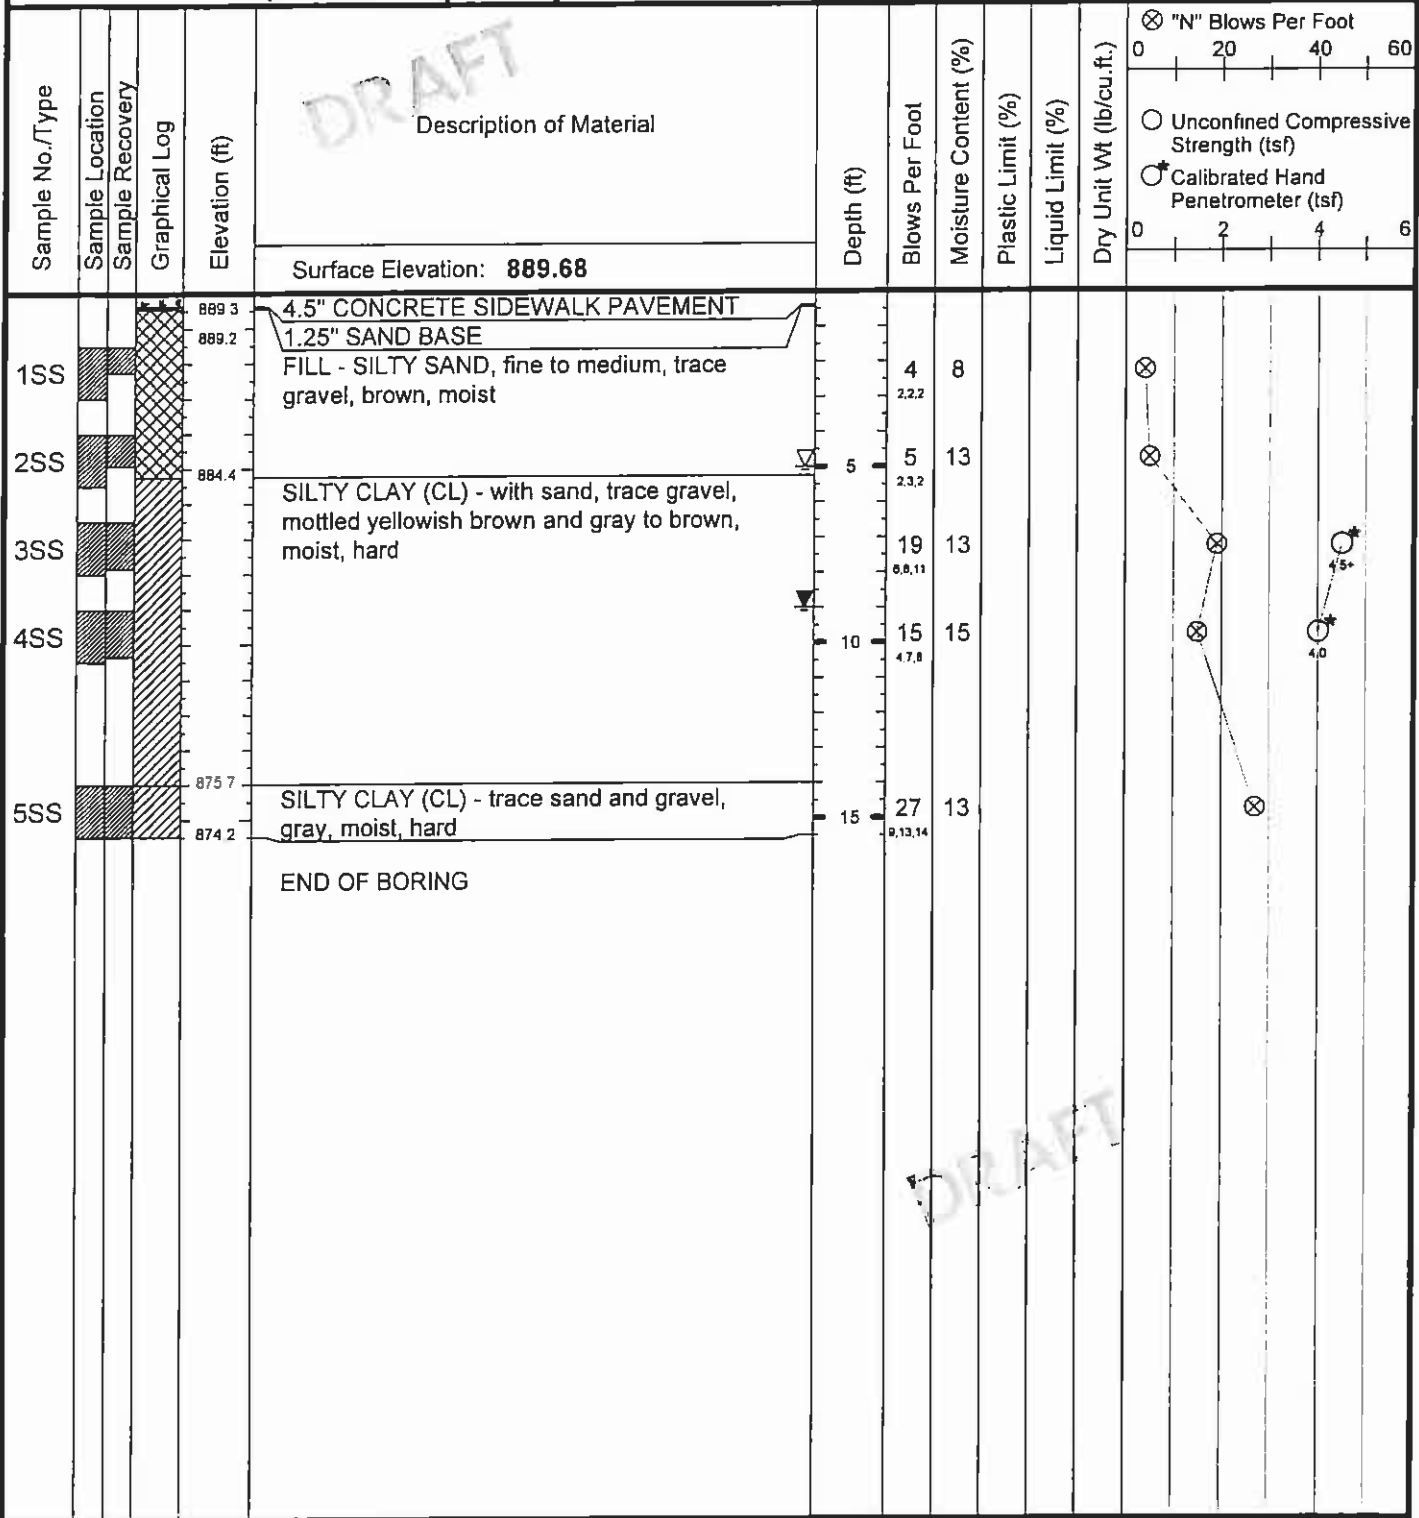 DRAFT
Sample No./Type
Sample Location
Sample Recovery
Graphical Log
Elevation (ft)
Description of Material
Surface Elevation: 889.68
Depth (ft)
Blows Per Foot
Moisture Content (%)
Plastic Limit (%)
Liquid Limit (%)
Dry Unit Wt (lb/cu.ft.)
⊗ "N" Blows Per Foot
0 20 40 60
○ Unconfined Compressive
Strength (tsf)
○* Calibrated Hand
Penetrometer (tsf)
0 2 4 6
889 3
4.5" CONCRETE SIDEWALK PAVEMENT
889.2
1.25" SAND BASE
1SS
FILL - SILTY SAND, fine to medium, trace
gravel, brown, moist
4 8
2,2,2
2SS
884.4
5
5 13
2,3,2
SILTY CLAY (CL) - with sand, trace gravel,
mottled yellowish brown and gray to brown,
moist, hard
3SS
19 13
4.5+
4SS
10
15 15
4,7,8
4.0
875 7
5SS
SILTY CLAY (CL) - trace sand and gravel,
gray, moist, hard
874 2
15
27 13
9,13,14
END OF BORING
DRAFT